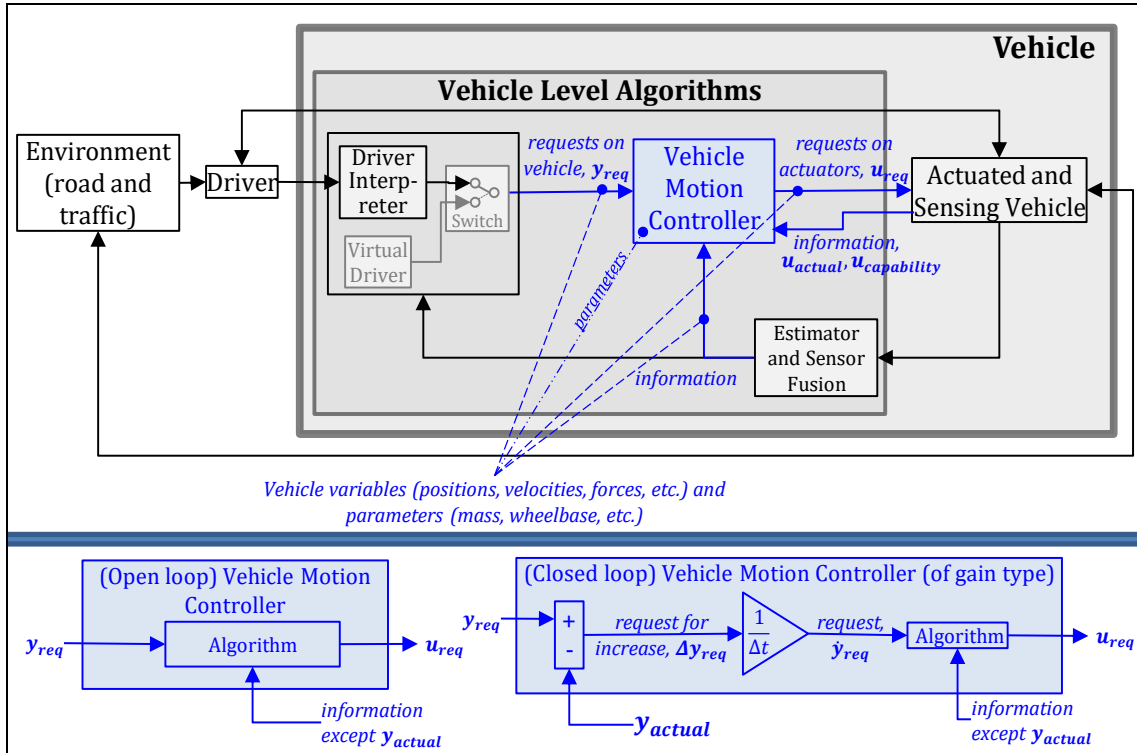 Vehicle
Vehicle Level Algorithms
Environment
(road and
traffic)
Driver
Driver
Interp-
reter
Switch
Virtual
Driver
requests on
vehicle, y_req
Vehicle
Motion
Controller
requests on
actuators, u_req
Actuated and
Sensing Vehicle
information,
u_actual, u_capability
parameters
Estimator
and Sensor
Fusion
information
Vehicle variables (positions, velocities, forces, etc.) and
parameters (mass, wheelbase, etc.)
(Open loop) Vehicle Motion
Controller
y_req
Algorithm
u_req
information
except y_actual
(Closed loop) Vehicle Motion Controller (of gain type)
y_req
+
-
request for
increase, Δy_req
1
Δt
request,
ẏ_req
Algorithm
u_req
y_actual
information
except y_actual